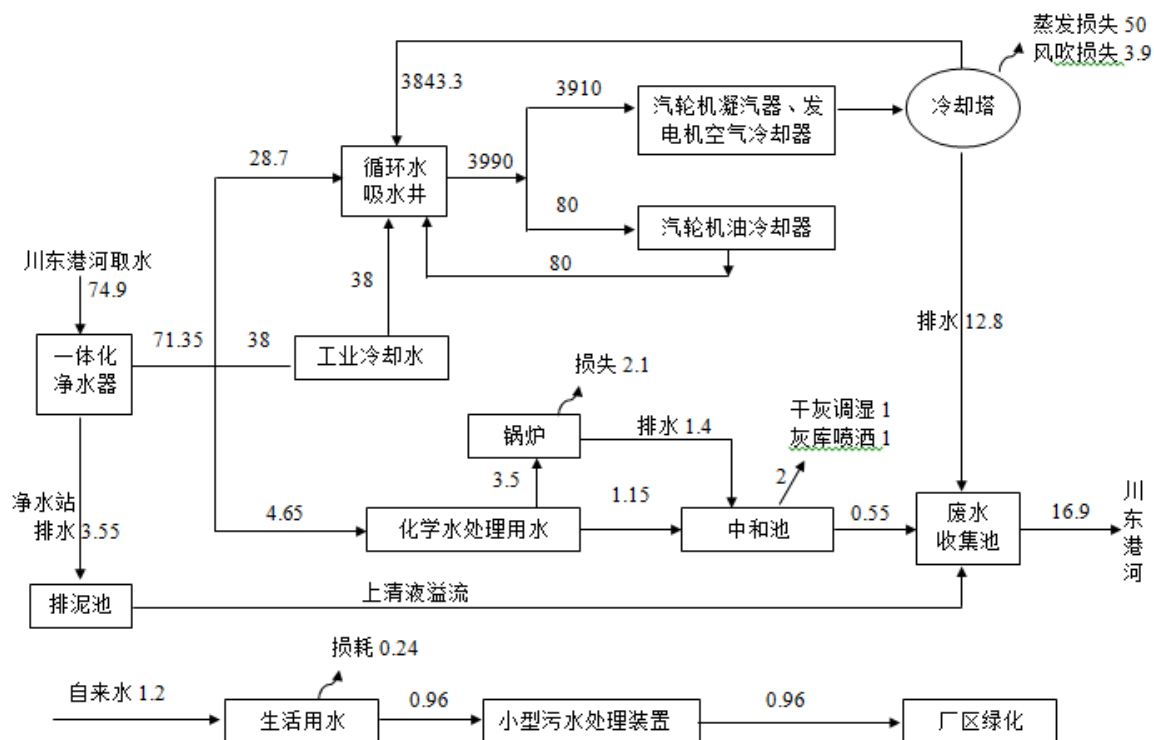 蒸发损失 50
风吹损失 3.9
3843.3
3910
汽轮机凝汽器、发
电机空气冷却器
冷却塔
28.7
循环水
吸水井
3990
80
汽轮机油冷却器
80
川东港河取水
74.9
38
排水 12.8
一体化
净水器
71.35
38
工业冷却水
损失 2.1
干灰调湿 1
灰库喷洒 1
锅炉
排水 1.4
2
3.5
净水站
排水 3.55
4.65
化学水处理用水
1.15
中和池
0.55
废水
收集池
16.9
川东港河
排泥池
上清液溢流
损耗 0.24
自来水 1.2
生活用水
0.96
小型污水处理装置
0.96
厂区绿化